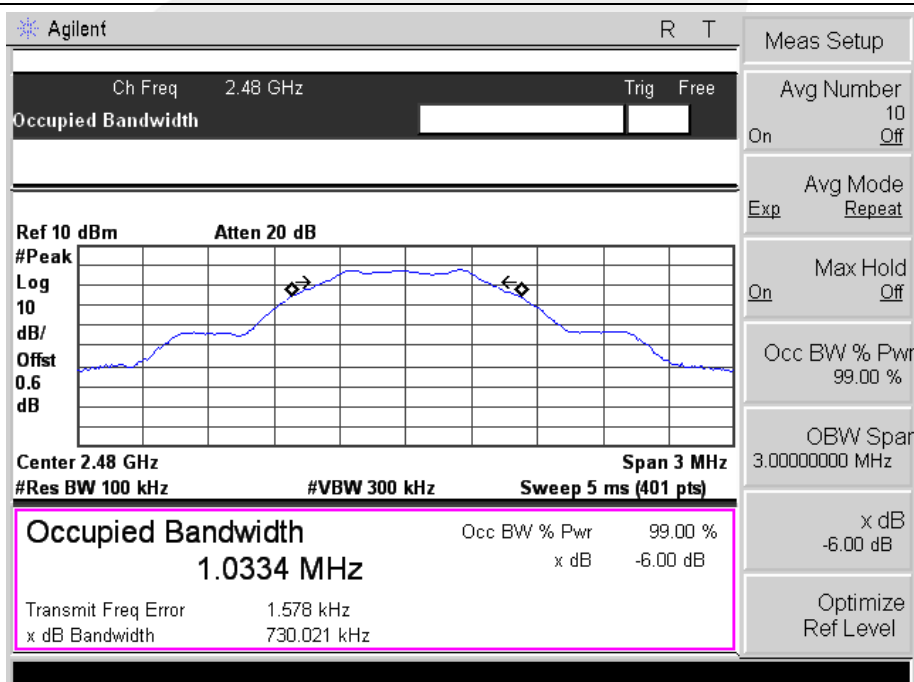 Agilent R T
Ch Freq 2.48 GHz Trig Free
Occupied Bandwidth
Ref 10 dBm Atten 20 dB
#Peak
Log
10
dB/
Offst
0.6
dB
Center 2.48 GHz Span 3 MHz
#Res BW 100 kHz #VBW 300 kHz Sweep 5 ms (401 pts)
Occupied Bandwidth Occ BW % Pwr 99.00 %
1.0334 MHz x dB -6.00 dB
Transmit Freq Error 1.578 kHz
x dB Bandwidth 730.021 kHz
Meas Setup
Avg Number
10
On Off
Avg Mode
Exp Repeat
Max Hold
On Off
Occ BW % Pwr
99.00 %
OBW Span
3.00000000 MHz
x dB
-6.00 dB
Optimize
Ref Level